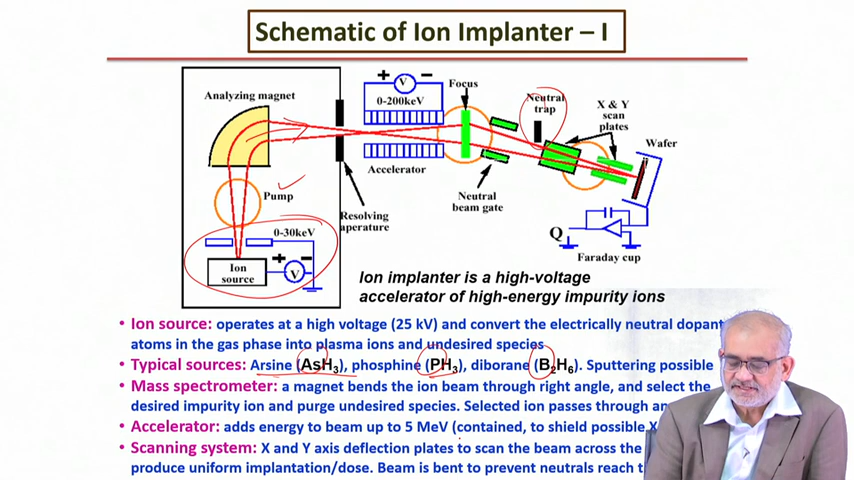 Schematic of Ion Implanter – I
Analyzing magnet
+ V −
0-200keV
Focus
Neutral
trap
X & Y
scan
plates
Wafer
Accelerator
Pump
Resolving
aperature
Neutral
beam gate
0-30keV
+ −
Ion
source
V
Q
Faraday cup
Ion implanter is a high-voltage
accelerator of high-energy impurity ions
• Ion source: operates at a high voltage (25 kV) and convert the electrically neutral dopant
atoms in the gas phase into plasma ions and undesired species
• Typical sources: Arsine (AsH3), phosphine (PH3), diborane (B2H6). Sputtering possible
• Mass spectrometer: a magnet bends the ion beam through right angle, and select the
desired impurity ion and purge undesired species. Selected ion passes through an
• Accelerator: adds energy to beam up to 5 MeV (contained, to shield possible X
• Scanning system: X and Y axis deflection plates to scan the beam across the
produce uniform implantation/dose. Beam is bent to prevent neutrals reach t